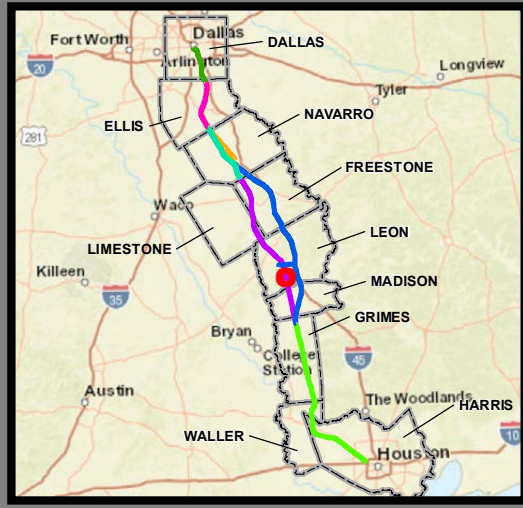 Dallas
Fort Worth
DALLAS
Arlington
Longview
20
Tyler
NAVARRO
ELLIS
281
FREESTONE
Waco
LEON
LIMESTONE
Killeen
MADISON
35
GRIMES
Bryan
College
Station
45
Austin
The Woodlands
HARRIS
WALLER
10
Houston